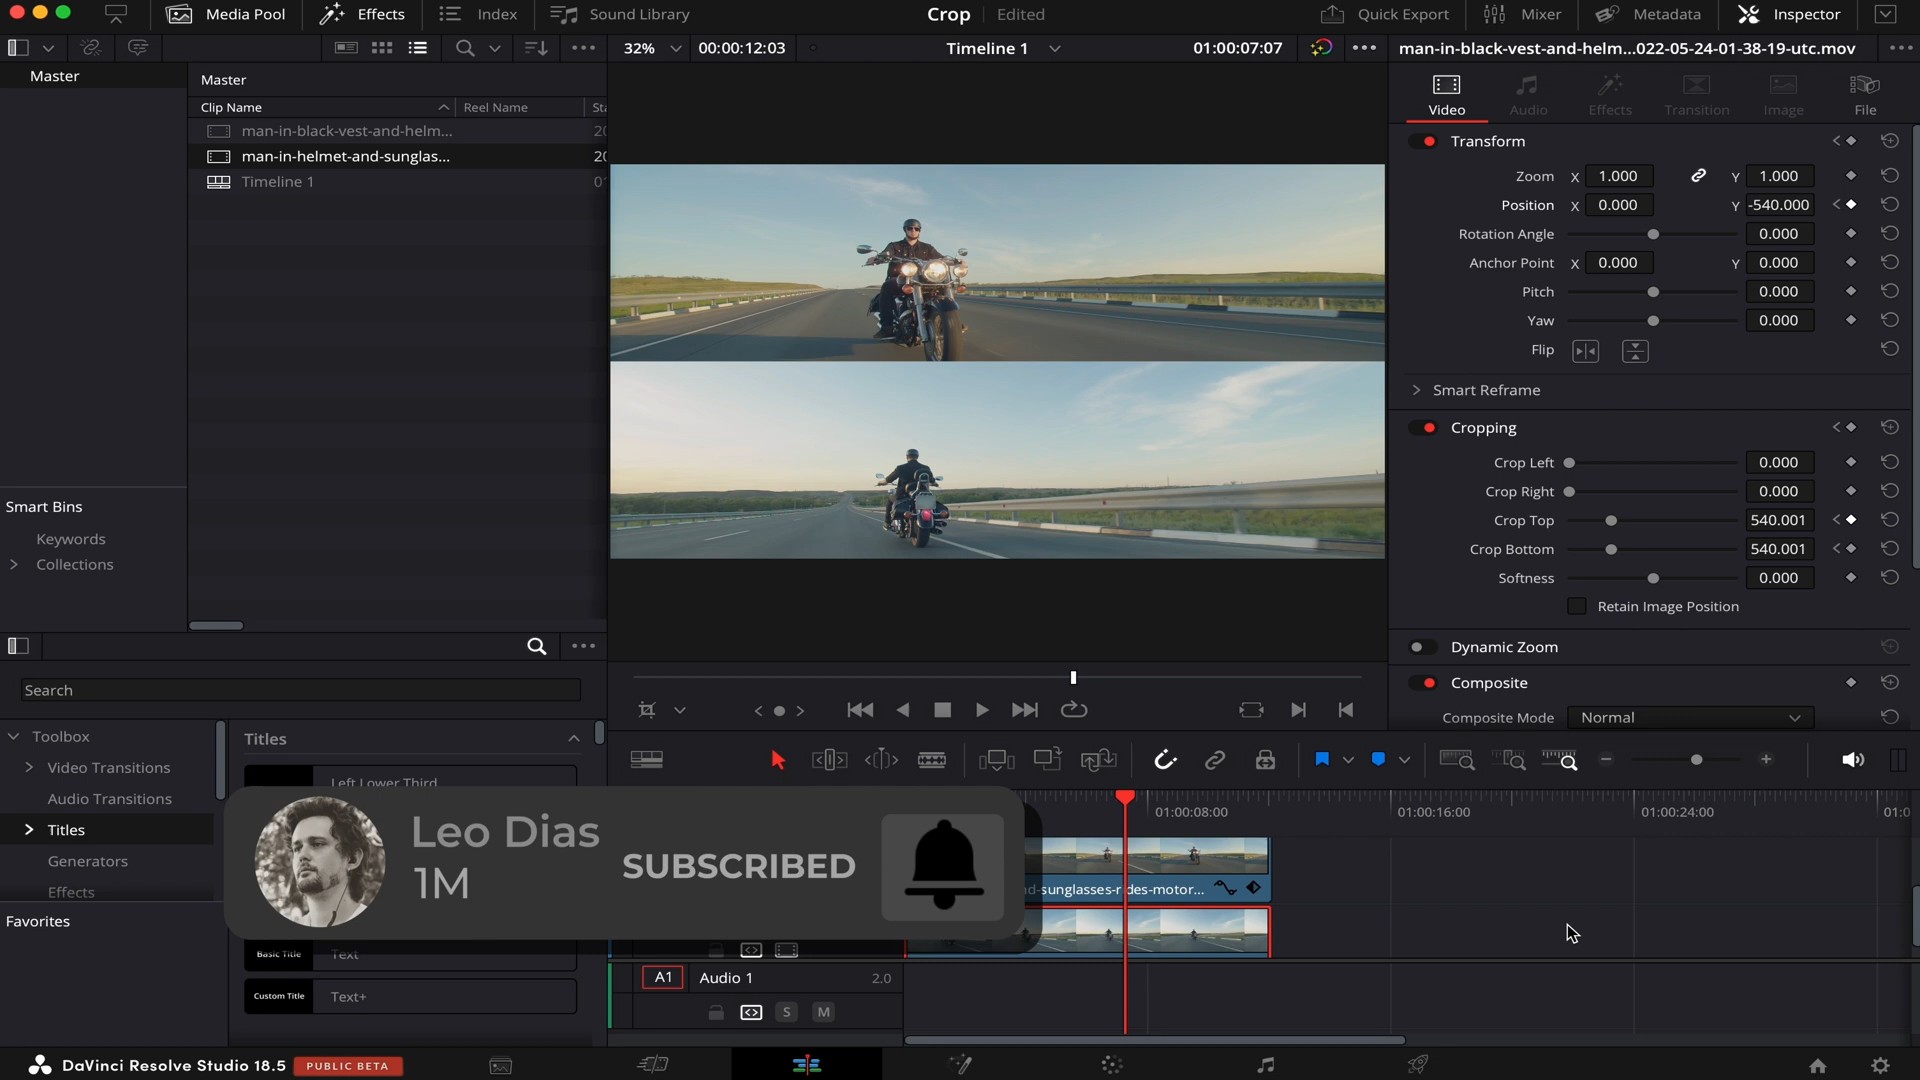 Media Pool
Effects
Index
Sound Library
Crop
Edited
Quick Export
Mixer
Metadata
Inspector
32%
00:00:12:03
Timeline 1
01:00:07:07
man-in-black-vest-and-helm...022-05-24-01-38-19-utc.mov
Master
Master
Clip Name
Reel Name
man-in-black-vest-and-helm...
20
man-in-helmet-and-sunglas...
20
Timeline 1
Smart Bins
Keywords
Collections
Search
Toolbox
Video Transitions
Audio Transitions
Titles
Generators
Effects
Favorites
Titles
Left Lower Third
Basic Title
Text
Custom Title
Text+
Leo Dias
1M
SUBSCRIBED
Video
Audio
Effects
Transition
Image
File
Transform
Zoom X 1.000 Y 1.000
Position X 0.000 Y -540.000
Rotation Angle 0.000
Anchor Point X 0.000 Y 0.000
Pitch 0.000
Yaw 0.000
Flip
Smart Reframe
Cropping
Crop Left 0.000
Crop Right 0.000
Crop Top 540.001
Crop Bottom 540.001
Softness 0.000
Retain Image Position
Dynamic Zoom
Composite
Composite Mode Normal
01:00:08:00
01:00:16:00
01:00:24:00
d-sunglasses-rides-motor...
A1 Audio 1 2.0
S M
DaVinci Resolve Studio 18.5 PUBLIC BETA